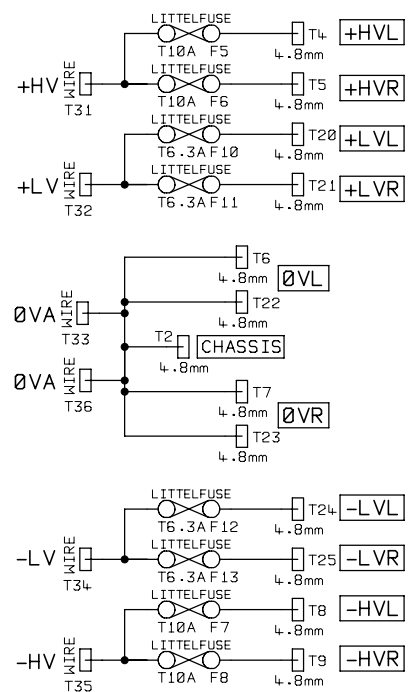 LITTELFUSE
T10A F5
T4
4.8mm
+HVL
+HV
WIRE
T31
LITTELFUSE
T10A F6
T5
4.8mm
+HVR
LITTELFUSE
T6.3A F10
T20
4.8mm
+LVL
+LV
WIRE
T32
LITTELFUSE
T6.3A F11
T21
4.8mm
+LVR
T6
4.8mm
0VL
T22
4.8mm
0VA
WIRE
T33
T2
4.8mm
CHASSIS
0VA
WIRE
T36
T7
4.8mm
0VR
T23
4.8mm
LITTELFUSE
T6.3A F12
T24
4.8mm
-LVL
-LV
WIRE
T34
LITTELFUSE
T6.3A F13
T25
4.8mm
-LVR
LITTELFUSE
T10A F7
T8
4.8mm
-HVL
-HV
WIRE
T35
LITTELFUSE
T10A F8
T9
4.8mm
-HVR